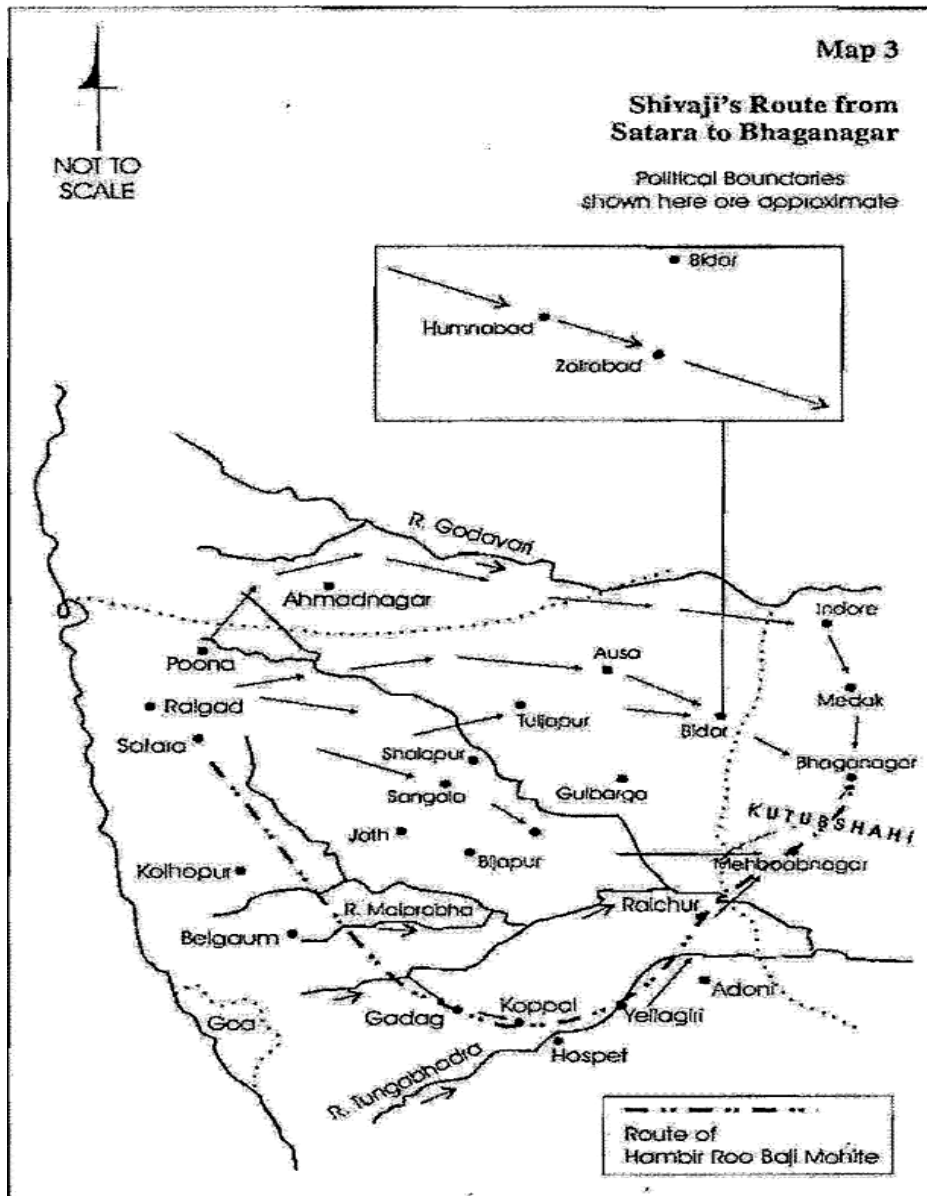 Map 3
Shivaji's Route from
Satara to Bhaganagar
Political Boundaries
shown here are approximate
NOT TO
SCALE
Bidar
Humnabad
Zairabad
R. Godavari
Ahmadnagar
Indore
Poona
Ausa
Raigad
Medak
Satara
Tuljapur
Bidar
Sholapur
Bhaganagar
Sangola
Gulbarga
KUTUBSHAHI
Jath
Bijapur
Mehboobnagar
Kolhapur
R. Malprabha
Raichur
Belgaum
Adoni
Goa
Gadag
Koppal
Yellagiri
Hospet
R. Tungabhadra
Route of
Hambir Rao Baji Mohite